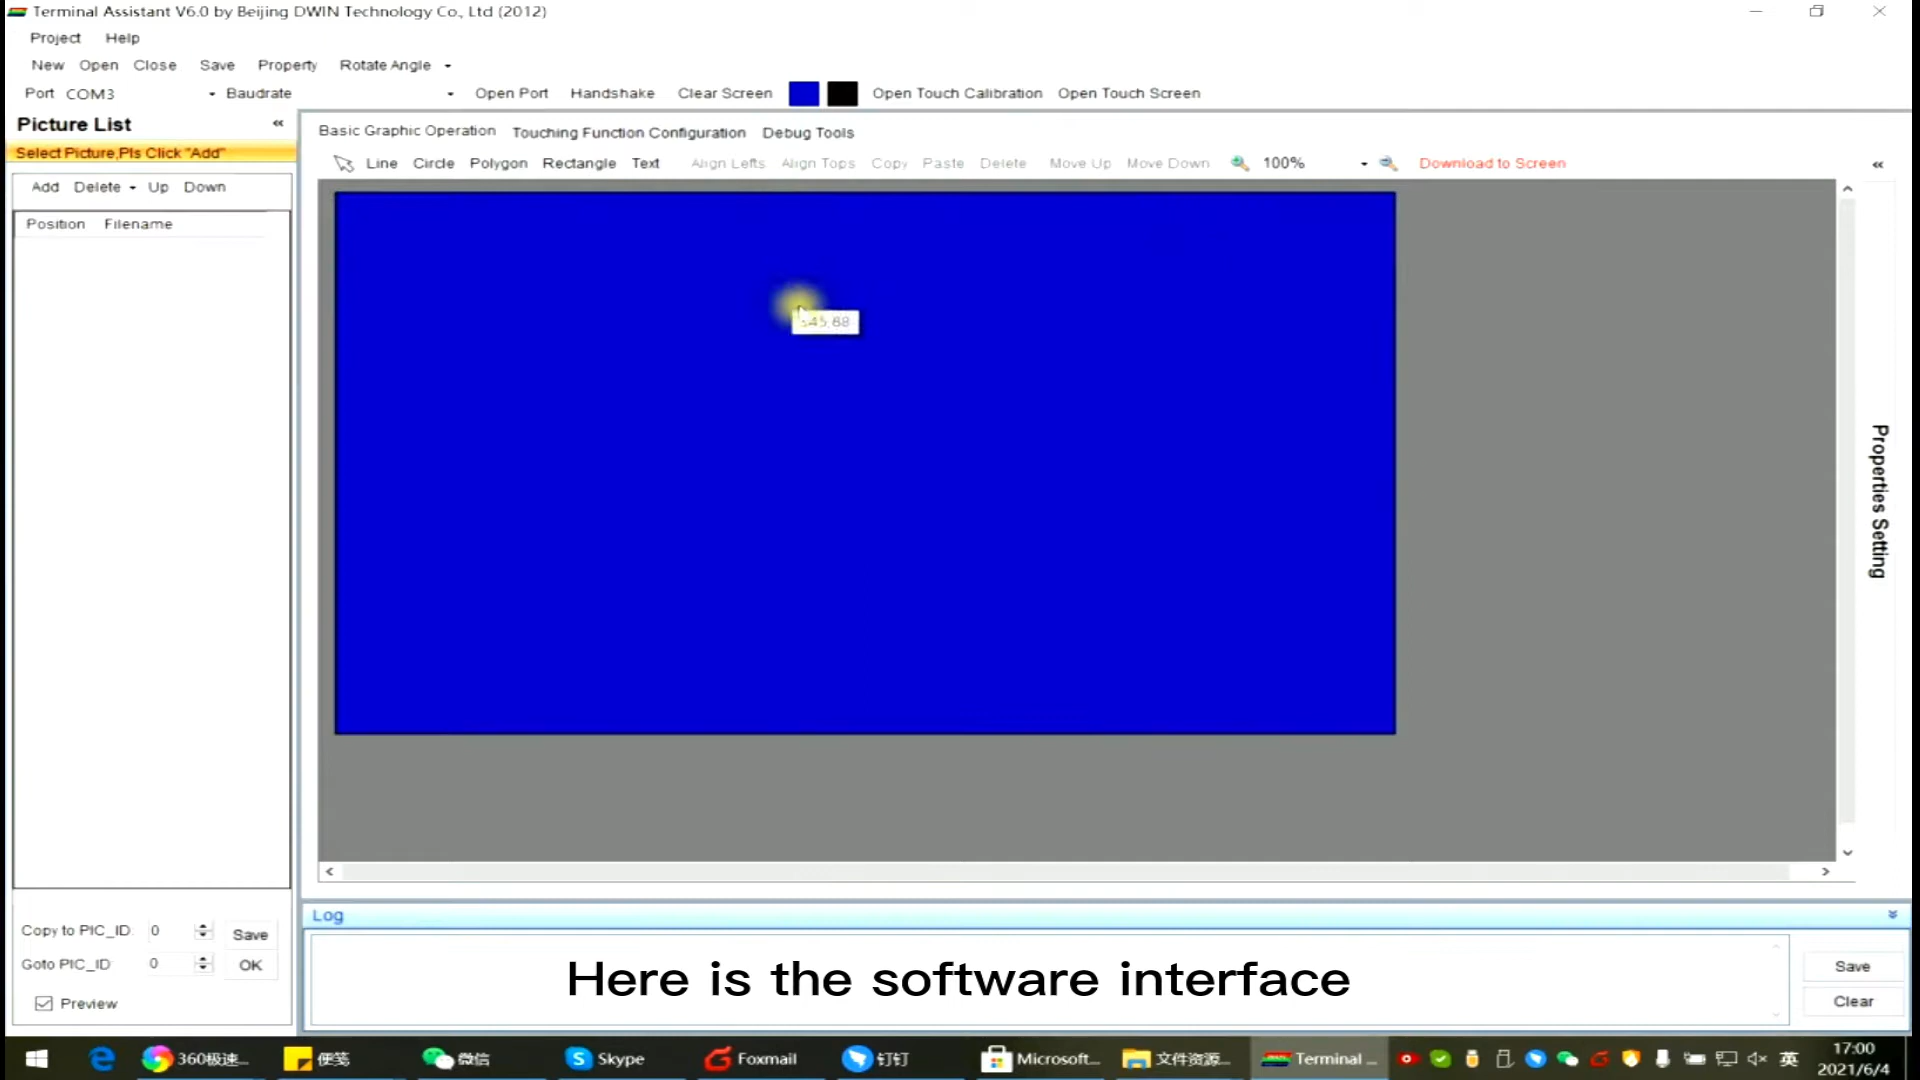 Terminal Assistant V6.0 by Beijing DWIN Technology Co., Ltd (2012)
Project Help
New Open Close Save Property Rotate Angle
Port COM3 Baudrate Open Port Handshake Clear Screen Open Touch Calibration Open Touch Screen
Picture List
Select Picture,Pls Click "Add"
Add Delete Up Down
Position Filename
Basic Graphic Operation Touching Function Configuration Debug Tools
Line Circle Polygon Rectangle Text Align Lefts Align Tops Copy Paste Delete Move Up Move Down 100% Download to Screen
Properties Setting
Copy to PIC_ID: 0 Save
Goto PIC_ID 0 OK
Preview
Log
Here is the software interface
Save
Clear
360极速... 便笺 微信 Skype Foxmail 钉钉 Microsoft... 文件资源... Terminal ... 英
17:00
2021/6/4